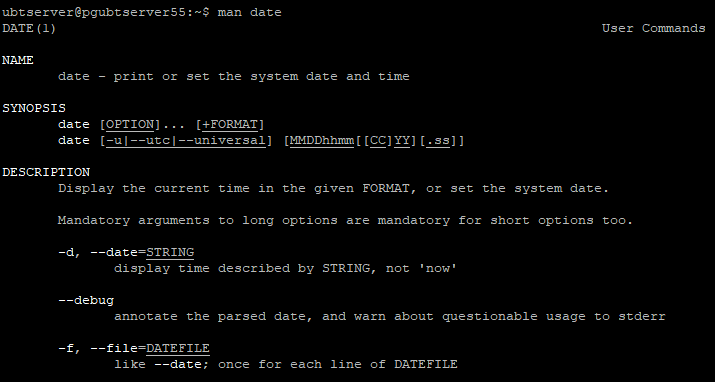 ubtserver@pgubtserver55:~$ man date
DATE(1) User Commands
NAME
date - print or set the system date and time
SYNOPSIS
date [OPTION]... [+FORMAT]
date [-u|--utc|--universal] [MMDDhhmm[[CC]YY][.ss]]
DESCRIPTION
Display the current time in the given FORMAT, or set the system date.
Mandatory arguments to long options are mandatory for short options too.
-d, --date=STRING
display time described by STRING, not 'now'
--debug
annotate the parsed date, and warn about questionable usage to stderr
-f, --file=DATEFILE
like --date; once for each line of DATEFILE